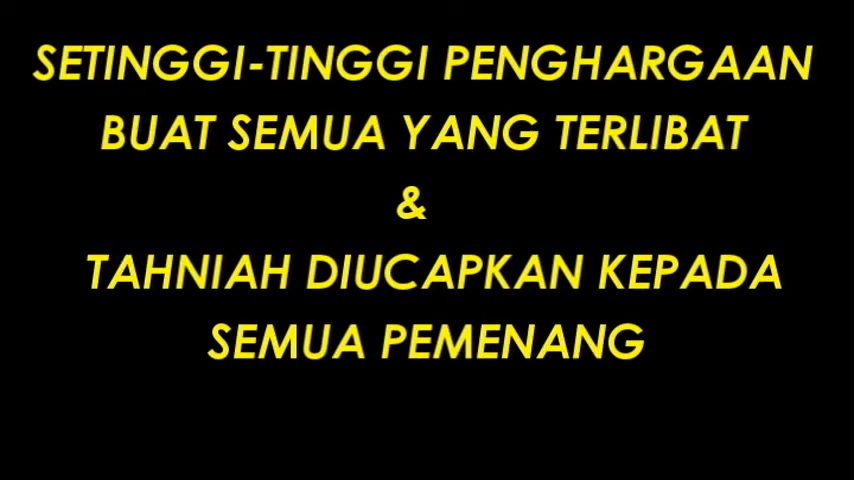 SETINGGI-TINGGI PENGHARGAAN
BUAT SEMUA YANG TERLIBAT
&
TAHNIAH DIUCAPKAN KEPADA
SEMUA PEMENANG